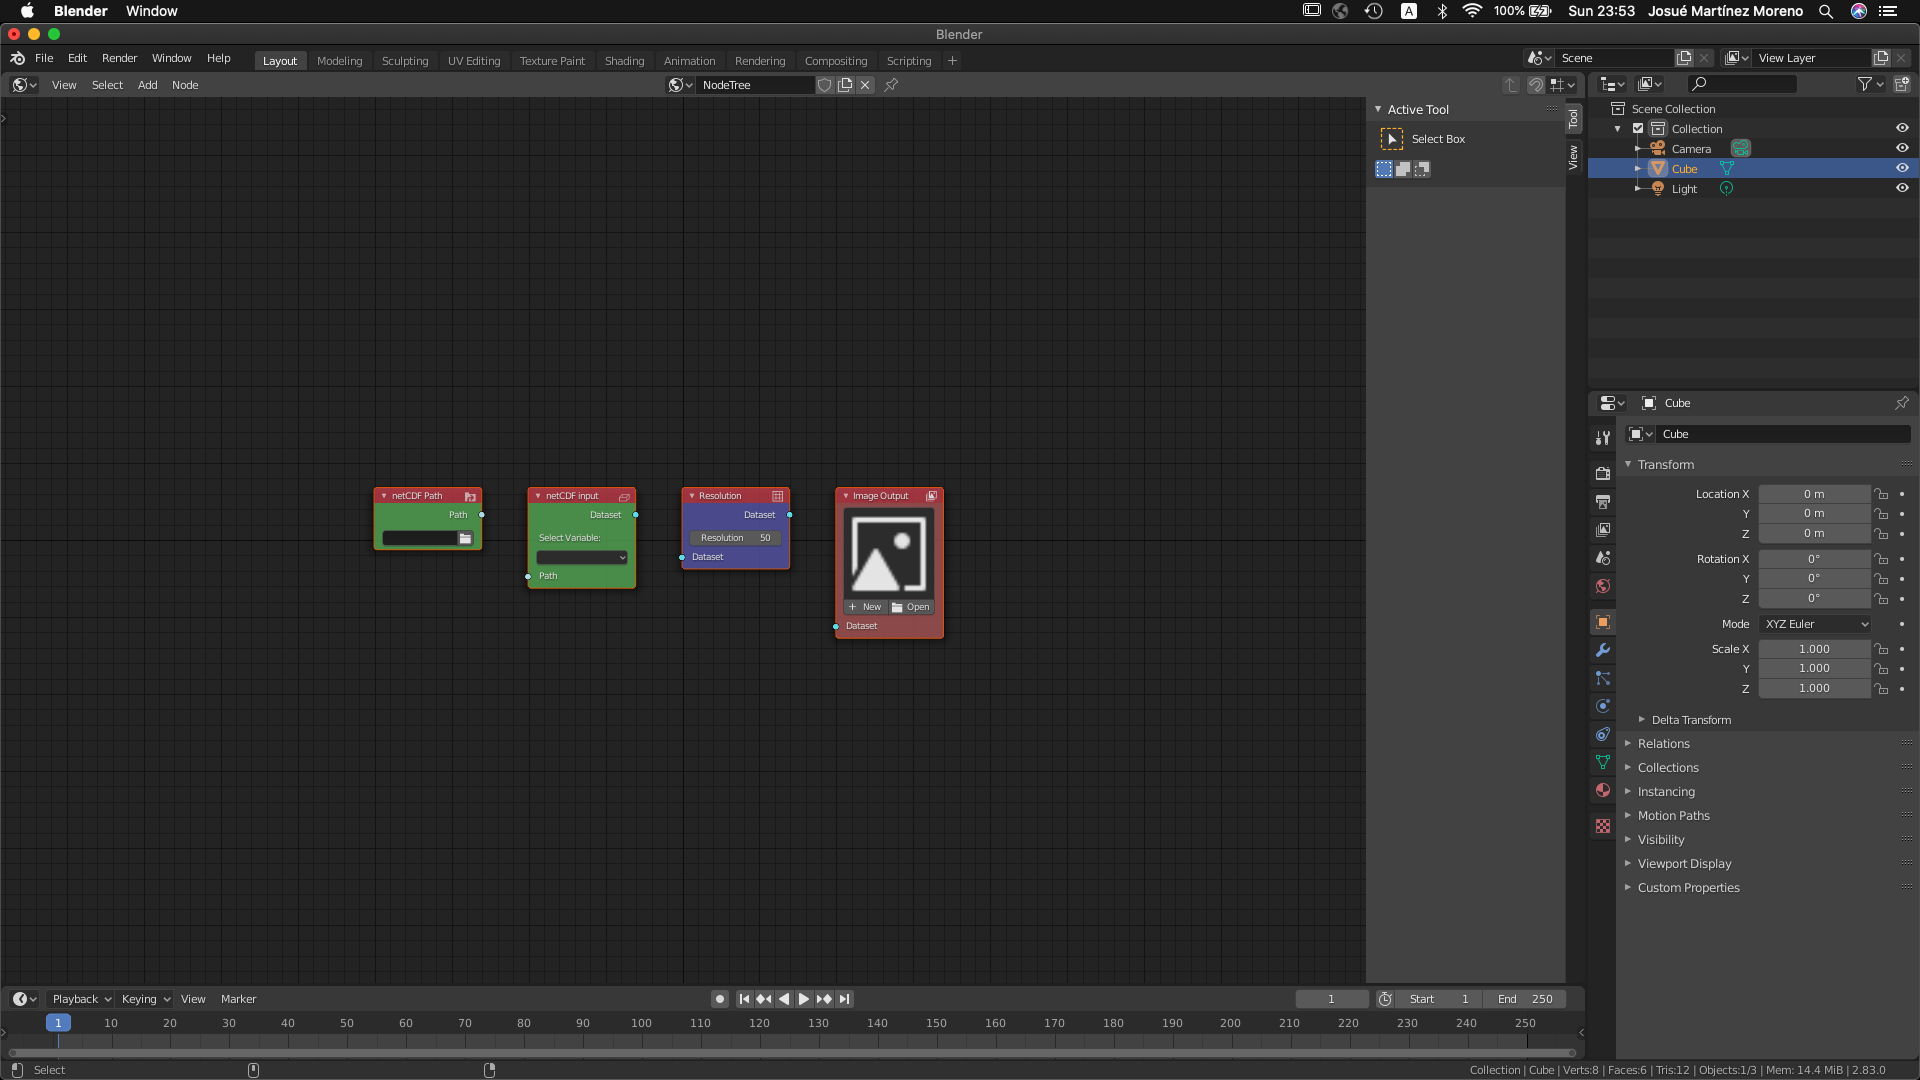 Blender Window A 100% Sun 23:53 Josué Martínez Moreno
Blender
File Edit Render Window Help Layout Modeling Sculpting UV Editing Texture Paint Shading Animation Rendering Compositing Scripting + Scene View Layer
View Select Add Node NodeTree
Active Tool
Select Box
Tool
View
Scene Collection
Collection
Camera
Cube
Light
Cube
Cube
Transform
Location X 0 m
Y 0 m
Z 0 m
Rotation X 0°
Y 0°
Z 0°
Mode XYZ Euler
Scale X 1.000
Y 1.000
Z 1.000
Delta Transform
Relations
Collections
Instancing
Motion Paths
Visibility
Viewport Display
Custom Properties
netCDF Path
Path
netCDF input
Dataset
Select Variable:
Path
Resolution
Dataset
Resolution 50
Dataset
Image Output
+ New Open
Dataset
Playback Keying View Marker 1 Start 1 End 250
1 10 20 30 40 50 60 70 80 90 100 110 120 130 140 150 160 170 180 190 200 210 220 230 240 250
Select Collection | Cube | Verts:8 | Faces:6 | Tris:12 | Objects:1/3 | Mem: 14.4 MiB | 2.83.0